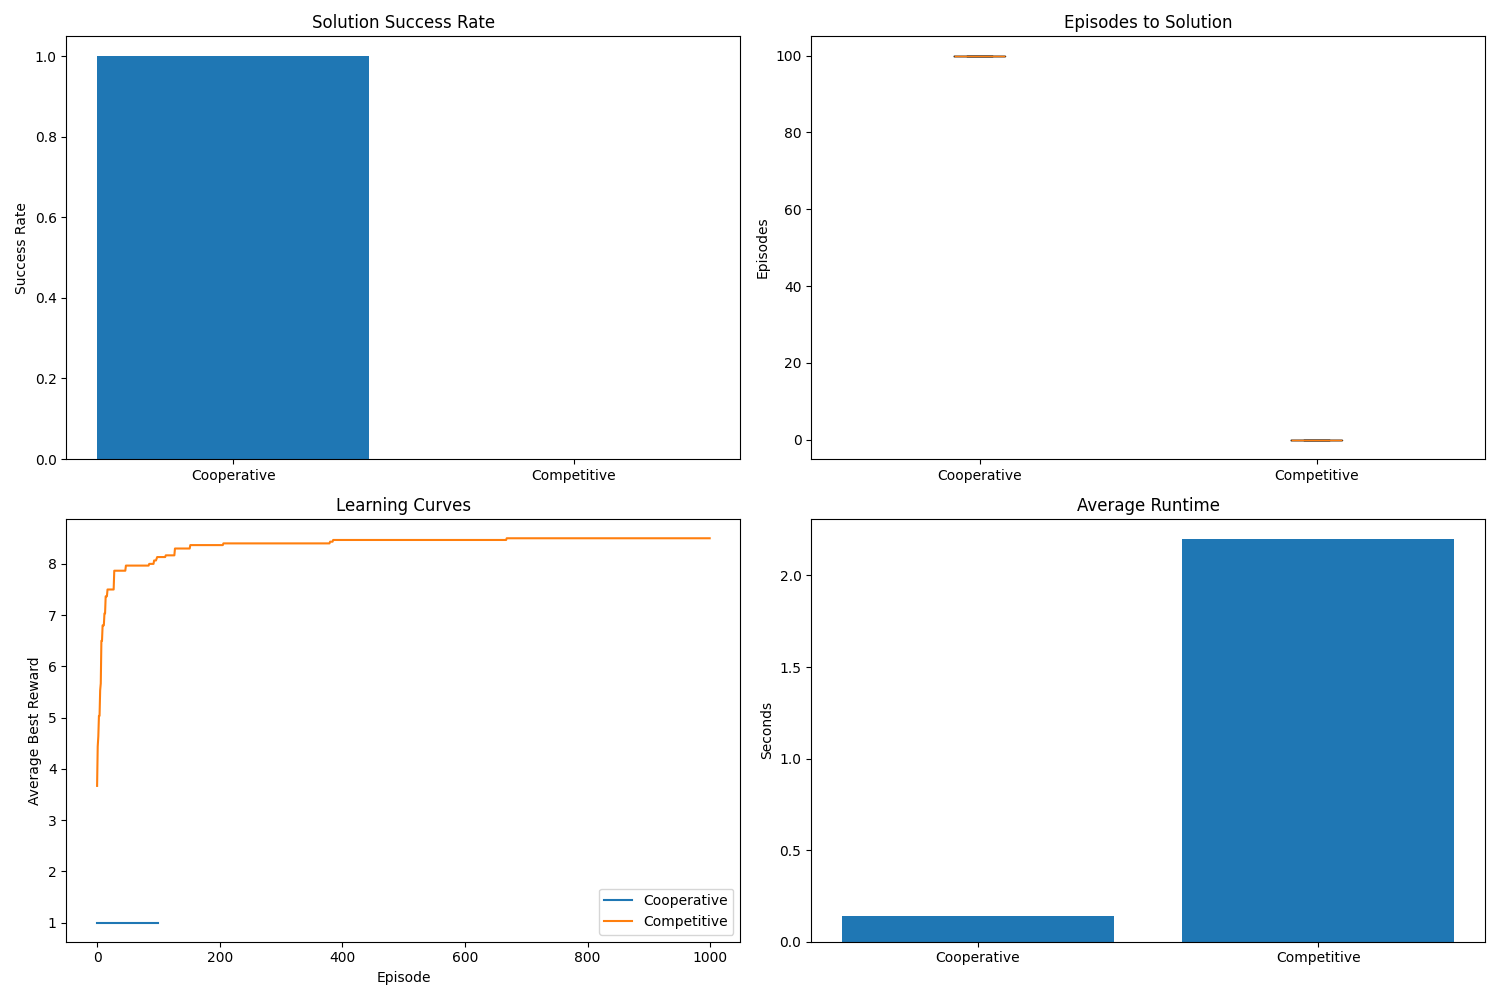 Solution Success Rate
Success Rate
1.0
0.8
0.6
0.4
0.2
0.0
Cooperative
Competitive
Episodes to Solution
Episodes
100
80
60
40
20
0
Cooperative
Competitive
Learning Curves
Average Best Reward
8
7
6
5
4
3
2
1
0
200
400
600
800
1000
Episode
Cooperative
Competitive
Average Runtime
Seconds
2.0
1.5
1.0
0.5
0.0
Cooperative
Competitive